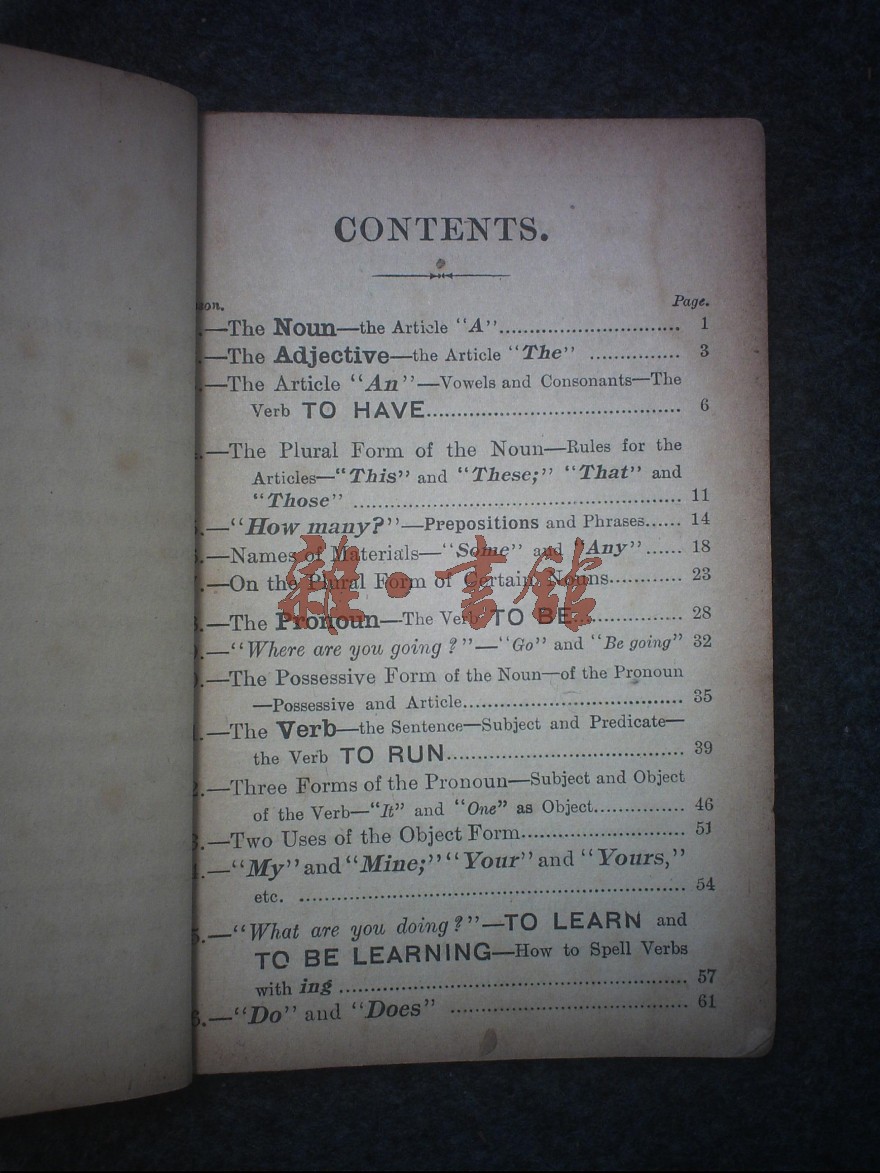 CONTENTS.
Page.
—The Noun—the Article "A"............................. 1
.—The Adjective—the Article "The" ............... 3
.—The Article "An"—Vowels and Consonants—The
Verb TO HAVE......................................... 6
.—The Plural Form of the Noun—Rules for the
Articles—"This" and "These;" "That" and
"Those" ..................................................... 11
.—"How many?"—Prepositions and Phrases...... 14
.—Names of Materials—"Some" and "Any"...... 18
.—On the Plural Form of Certain Nouns............ 23
.—The Pronoun—The Verb TO BE.................. 28
.—"Where are you going?"—"Go" and "Be going" 32
.—The Possessive Form of the Noun—of the Pronoun
—Possessive and Article................................... 35
.—The Verb—the Sentence—Subject and Predicate—
the Verb TO RUN...................................... 39
2.—Three Forms of the Pronoun—Subject and Object
of the Verb—"It" and "One" as Object............... 46
3.—Two Uses of the Object Form.......................... 51
.—"My" and "Mine;" "Your" and "Yours,"
etc. .............................................................. 54
5.—"What are you doing?"—TO LEARN and
TO BE LEARNING—How to Spell Verbs
with ing ........................................................ 57
6.—"Do" and "Does" ...................................... 61
雜·書館